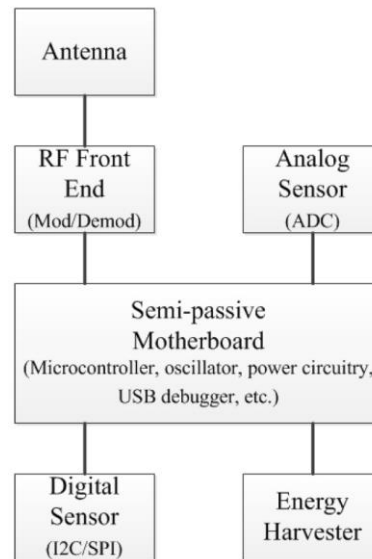 Antenna
RF Front
End
(Mod/Demod)
Analog
Sensor
(ADC)
Semi-passive
Motherboard
(Microcontroller, oscillator, power circuitry,
USB debugger, etc.)
Digital
Sensor
(I2C/SPI)
Energy
Harvester